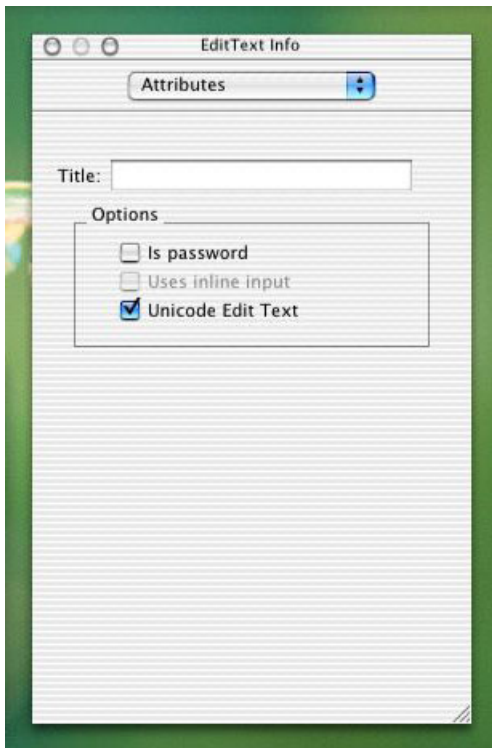 EditText Info
Attributes
Title:
Options
Is password
Uses inline input
Unicode Edit Text